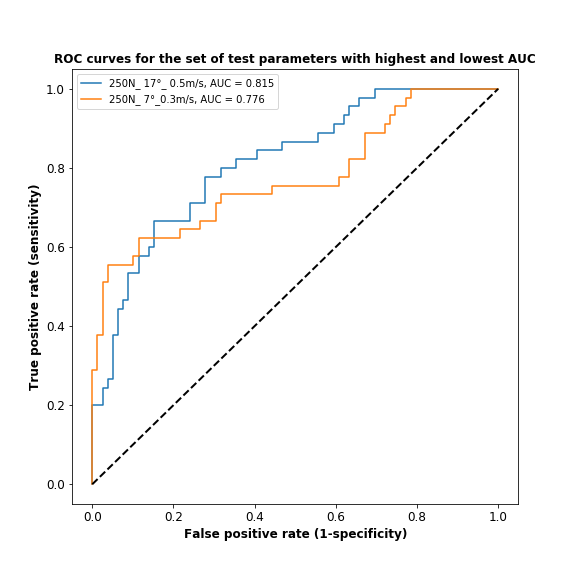 ROC curves for the set of test parameters with highest and lowest AUC
250N_ 17°_ 0.5m/s, AUC = 0.815
250N_ 7°_0.3m/s, AUC = 0.776
1.0
0.8
0.6
0.4
0.2
0.0
True positive rate (sensitivity)
0.0 0.2 0.4 0.6 0.8 1.0
False positive rate (1-specificity)